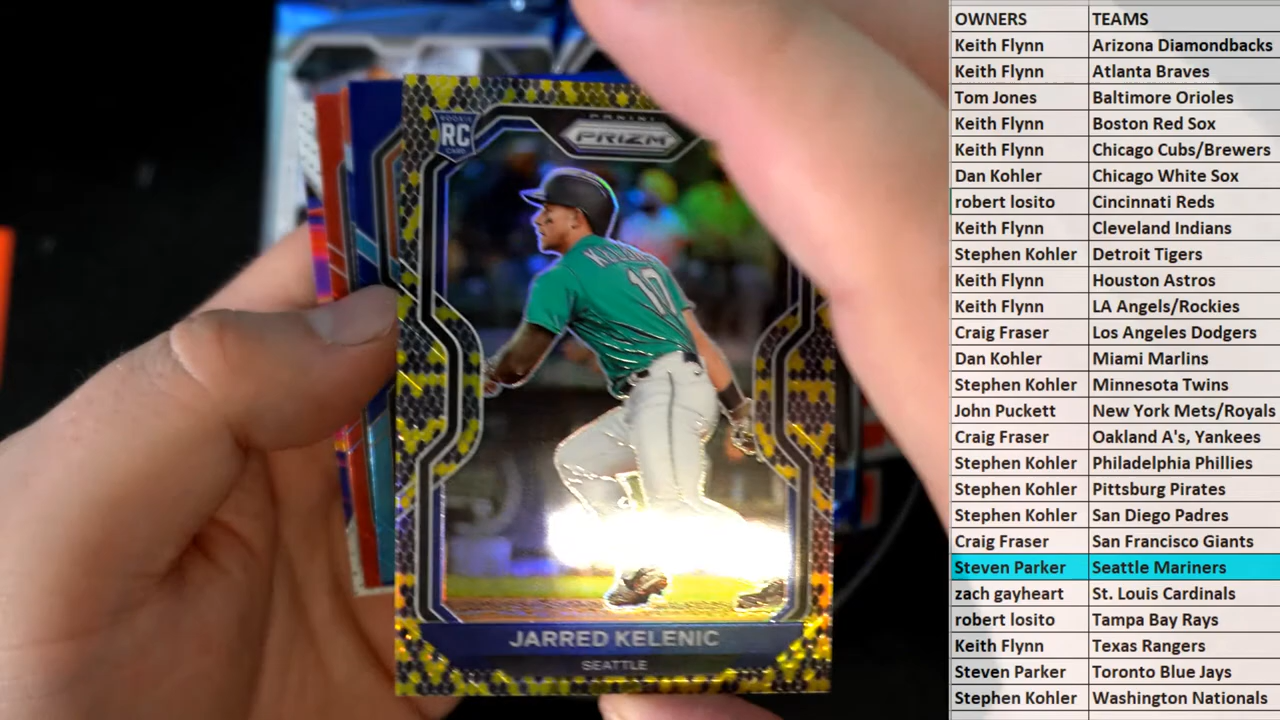 ROOKIE
RC
CARD
PANINI
PRIZM
17
JARRED KELENIC
SEATTLE
OWNERS TEAMS
Keith Flynn Arizona Diamondbacks
Keith Flynn Atlanta Braves
Tom Jones Baltimore Orioles
Keith Flynn Boston Red Sox
Keith Flynn Chicago Cubs/Brewers
Dan Kohler Chicago White Sox
robert losito Cincinnati Reds
Keith Flynn Cleveland Indians
Stephen Kohler Detroit Tigers
Keith Flynn Houston Astros
Keith Flynn LA Angels/Rockies
Craig Fraser Los Angeles Dodgers
Dan Kohler Miami Marlins
Stephen Kohler Minnesota Twins
John Puckett New York Mets/Royals
Craig Fraser Oakland A's, Yankees
Stephen Kohler Philadelphia Phillies
Stephen Kohler Pittsburg Pirates
Stephen Kohler San Diego Padres
Craig Fraser San Francisco Giants
Steven Parker Seattle Mariners
zach gayheart St. Louis Cardinals
robert losito Tampa Bay Rays
Keith Flynn Texas Rangers
Steven Parker Toronto Blue Jays
Stephen Kohler Washington Nationals